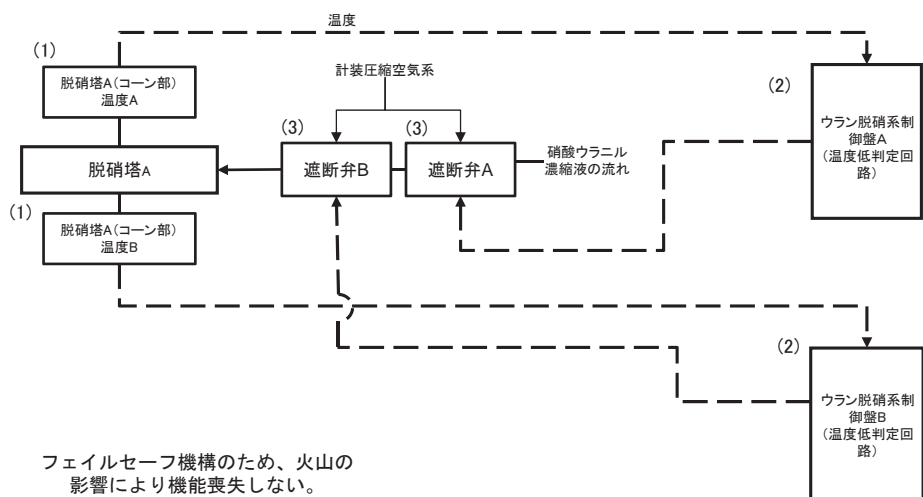 温度
(1)
脱硝塔A(コーン部)
温度A
計装圧縮空気系
(2)
ウラン脱硝系制
御盤A
(温度低判定回
路)
(3)
(3)
脱硝塔A
遮断弁B
遮断弁A
硝酸ウラニル
濃縮液の流れ
(1)
脱硝塔A(コーン部)
温度B
(2)
ウラン脱硝系制
御盤B
(温度低判定回
路)
フェイルセーフ機構のため、火山の
影響により機能喪失しない。